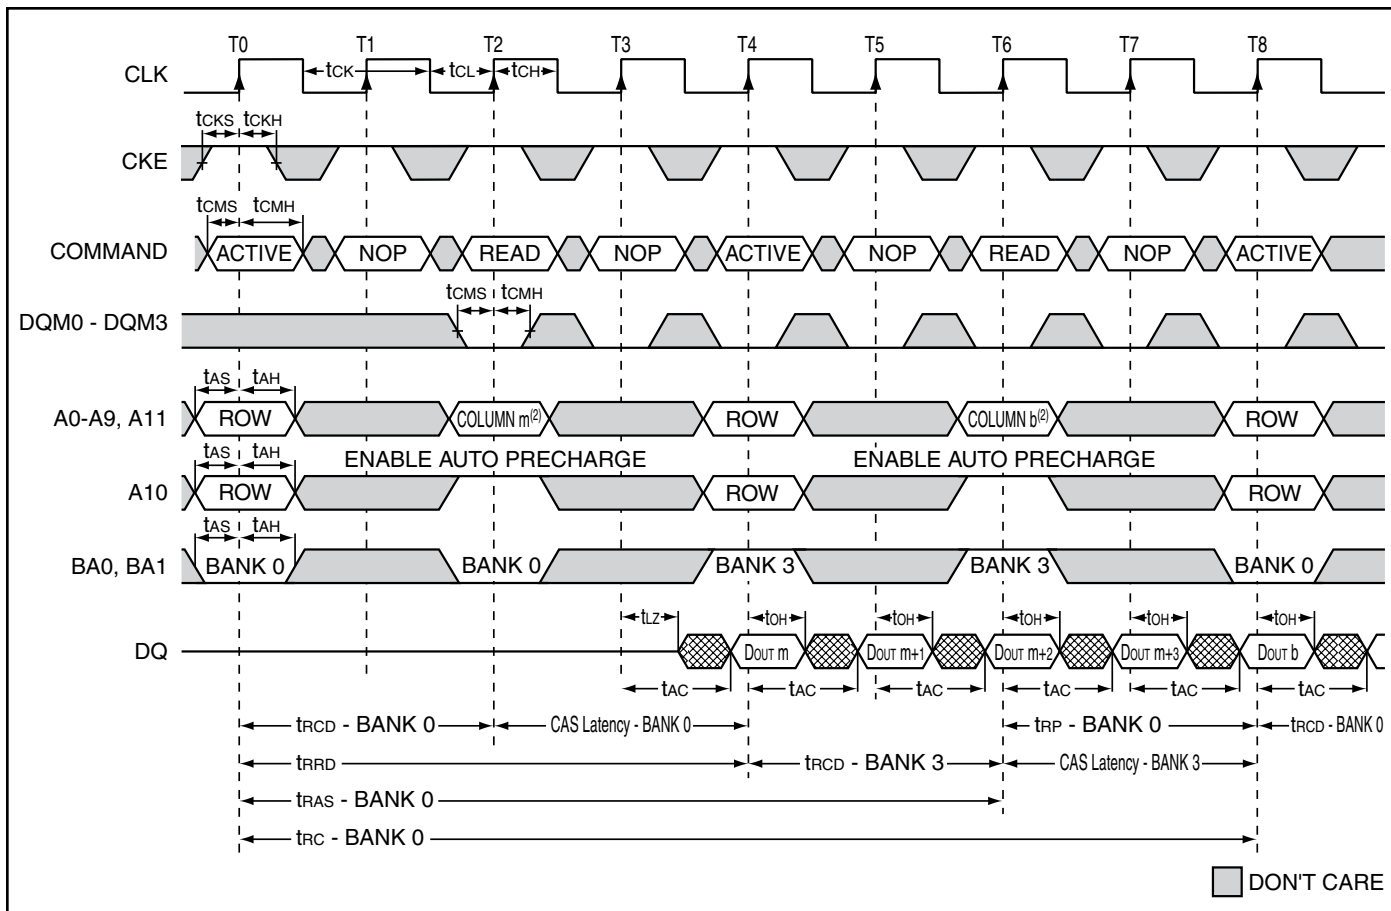 T0 T1 T2 T3 T4 T5 T6 T7 T8
CLK
tCK tCL tCH
tCKS tCKH
CKE
tCMS tCMH
COMMAND ACTIVE NOP READ NOP ACTIVE NOP READ NOP ACTIVE
tCMS tCMH
DQM0 - DQM3
tAS tAH
A0-A9, A11 ROW COLUMN m(2) ROW COLUMN b(2) ROW
tAS tAH ENABLE AUTO PRECHARGE ENABLE AUTO PRECHARGE
A10 ROW ROW ROW
tAS tAH
BA0, BA1 BANK 0 BANK 0 BANK 3 BANK 3 BANK 0
tLZ tOH tOH tOH tOH tOH
DQ DOUT m DOUT m+1 DOUT m+2 DOUT m+3 DOUT b
tAC tAC tAC tAC tAC tAC
tRCD - BANK 0 CAS Latency - BANK 0 tRP - BANK 0 tRCD - BANK 0
tRRD tRCD - BANK 3 CAS Latency - BANK 3
tRAS - BANK 0
tRC - BANK 0
DON'T CARE